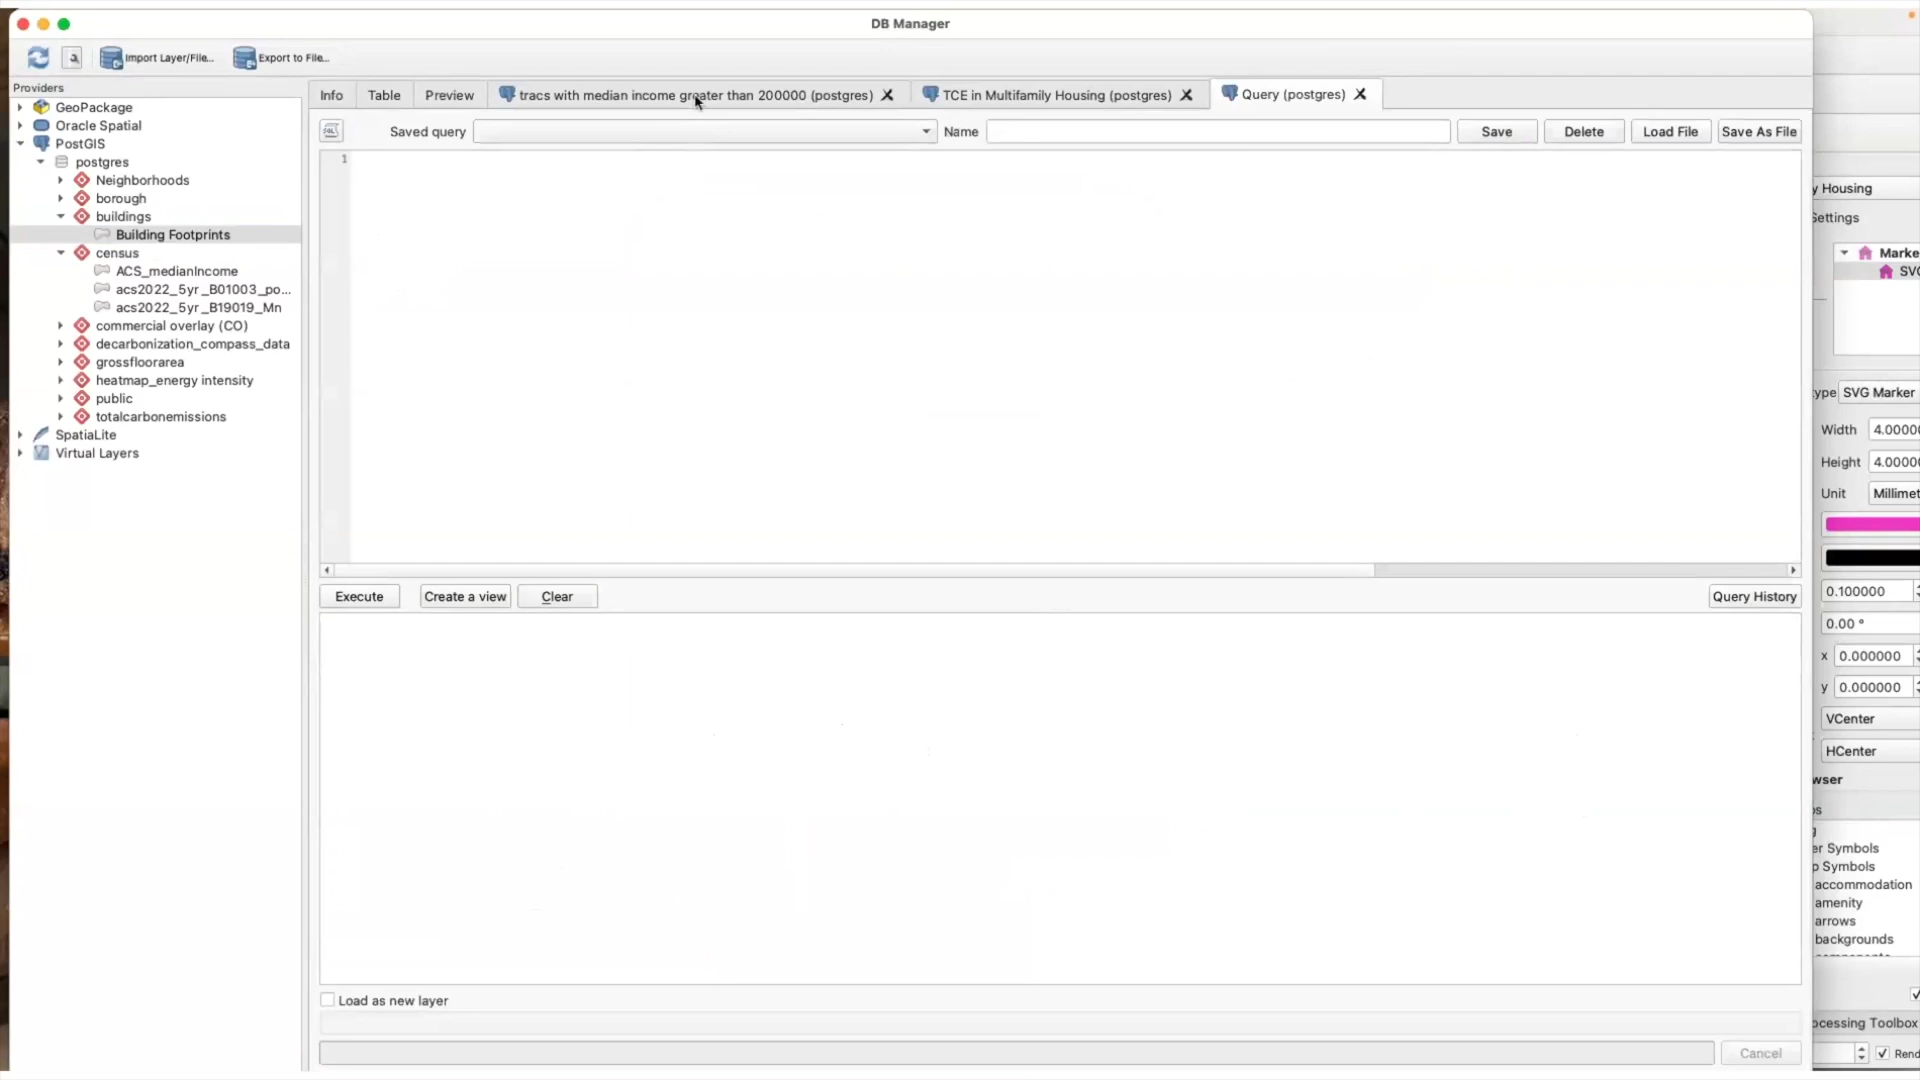 DB Manager
Import Layer/File...
Export to File...
Providers
GeoPackage
Oracle Spatial
PostGIS
postgres
Neighborhoods
borough
buildings
Building Footprints
census
ACS_medianIncome
acs2022_5yr_B01003_po...
acs2022_5yr_B19019_Mn
commercial overlay (CO)
decarbonization_compass_data
grossfloorarea
heatmap_energy intensity
public
totalcarbonemissions
SpatiaLite
Virtual Layers
Info
Table
Preview
tracs with median income greater than 200000 (postgres)
TCE in Multifamily Housing (postgres)
Query (postgres)
Saved query
Name
Save
Delete
Load File
Save As File
1
Execute
Create a view
Clear
Query History
Load as new layer
Cancel
y Housing
Settings
Marke
SVG
ype SVG Marker
Width 4.00000
Height 4.00000
Unit Millimet
0.100000
0.00 °
x 0.000000
y 0.000000
VCenter
HCenter
wser
er Symbols
p Symbols
accommodation
amenity
arrows
backgrounds
ocessing Toolbox
Rend